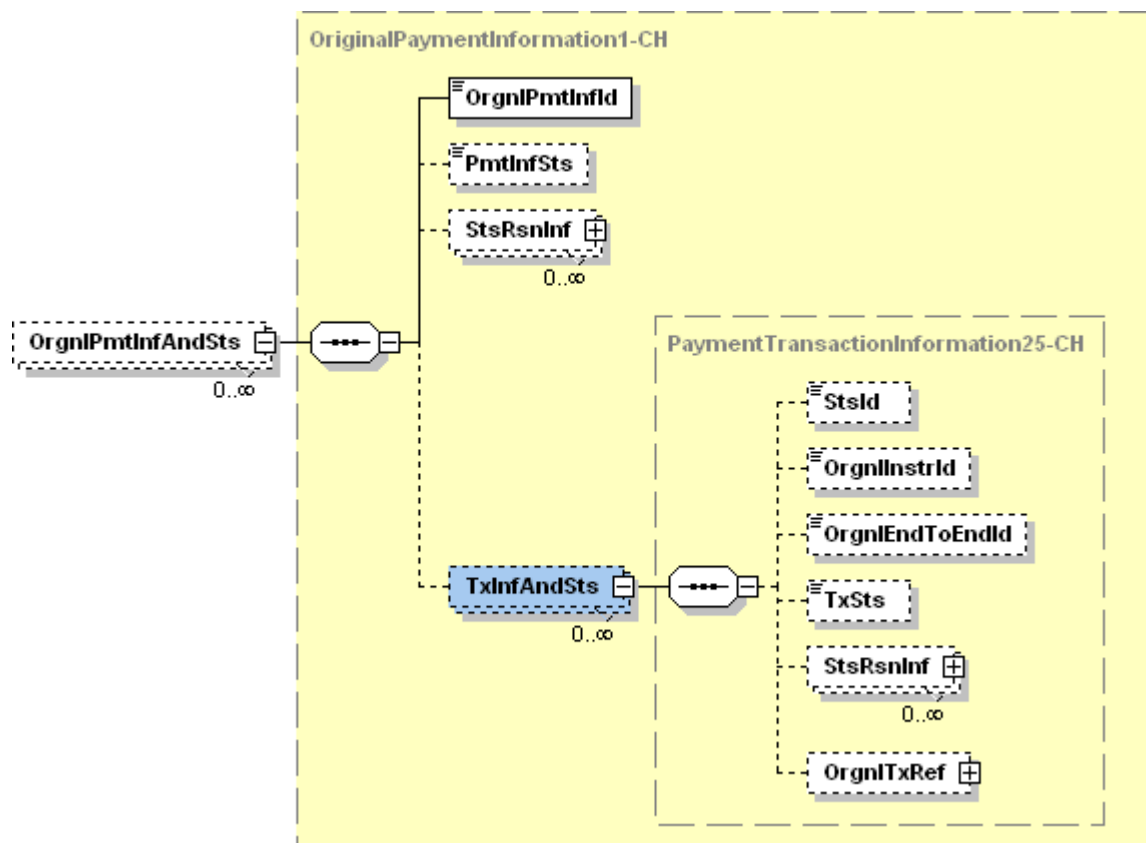 OriginalPaymentInformation1-CH
OrgnlPmtInfId
PmtInfSts
StsRsnInf
0..∞
OrgnlPmtInfAndSts
0..∞
PaymentTransactionInformation25-CH
StsId
OrgnlInstrId
OrgnlEndToEndId
TxInfAndSts
0..∞
TxSts
StsRsnInf
0..∞
OrgnlTxRef